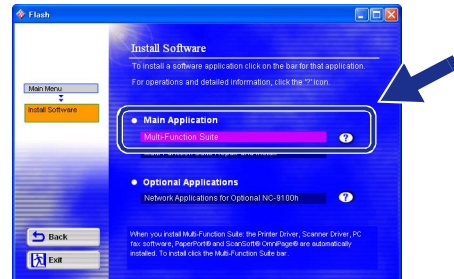 Flash
Install Software
To install a software application click on the bar for that application.
For operations and detailed information, click the "?" icon.
Main Menu
Install Software
Main Application
Multi-Function Suite
?
Optional Applications
Network Applications for Optional NC-9100h
?
Back
Exit
When you install Multi-Function Suite: the Printer Driver, Scanner Driver, PC
fax software, PaperPort® and ScanSoft® OmniPage® are automatically
installed. To install click the Multi-Function Suite bar.